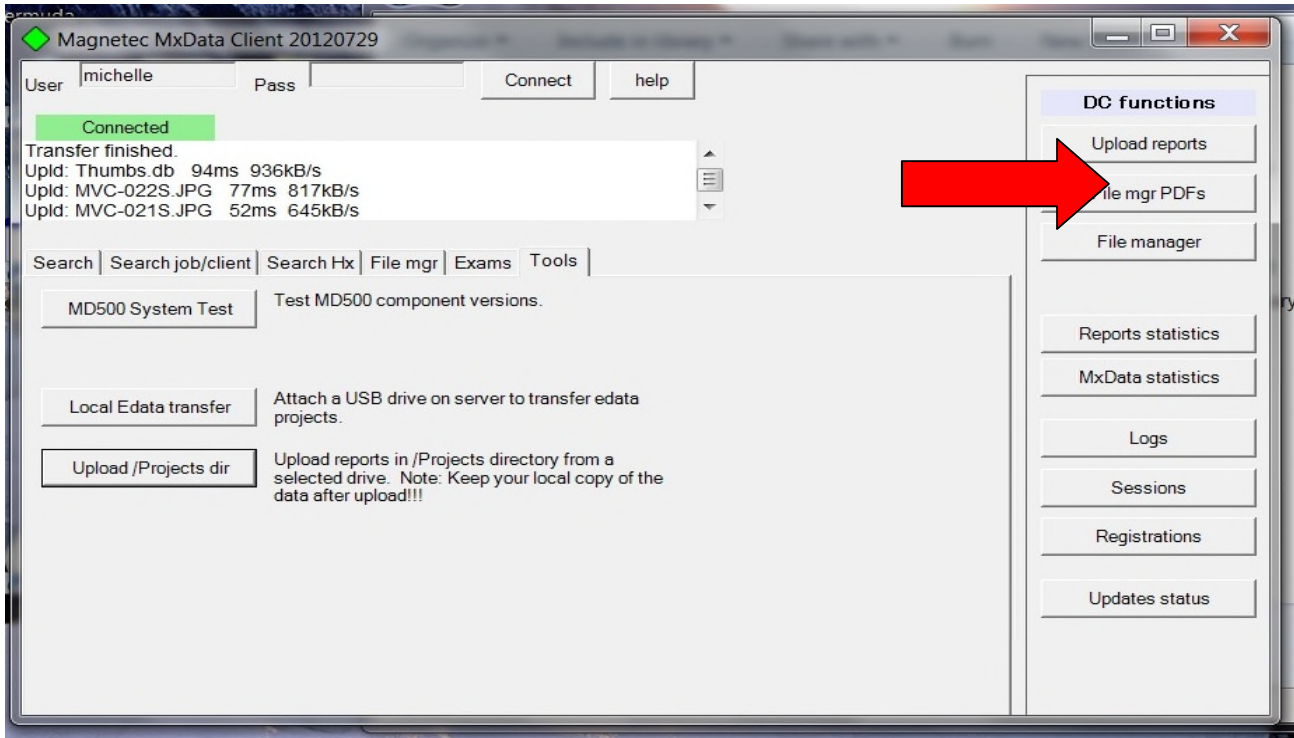 Magnetec MxData Client 20120729
User michelle Pass Connect help
Connected
Transfer finished.
Upld: Thumbs.db 94ms 936kB/s
Upld: MVC-022S.JPG 77ms 817kB/s
Upld: MVC-021S.JPG 52ms 645kB/s
Search Search job/client Search Hx File mgr Exams Tools
MD500 System Test
Test MD500 component versions.
Local Edata transfer
Attach a USB drive on server to transfer edata
projects.
Upload /Projects dir
Upload reports in /Projects directory from a
selected drive. Note: Keep your local copy of the
data after upload!!!
DC functions
Upload reports
File mgr PDFs
File manager
Reports statistics
MxData statistics
Logs
Sessions
Registrations
Updates status